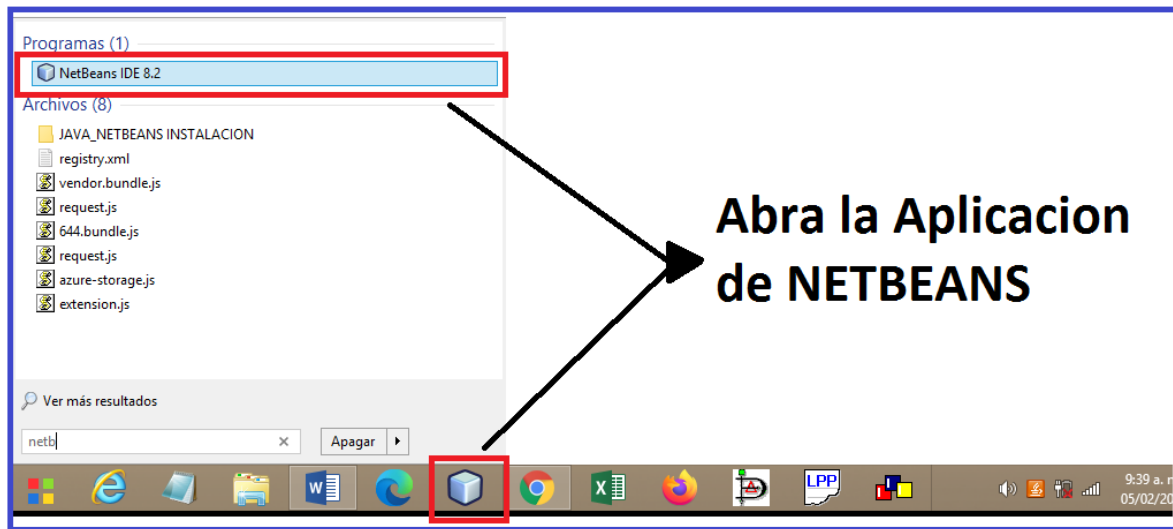 Programas (1)
NetBeans IDE 8.2
Archivos (8)
JAVA_NETBEANS INSTALACION
registry.xml
vendor.bundle.js
request.js
644.bundle.js
request.js
azure-storage.js
extension.js
Ver más resultados
netb
Apagar
Abra la Aplicacion
de NETBEANS
W
X
LPP
9:39 a. 
05/02/20